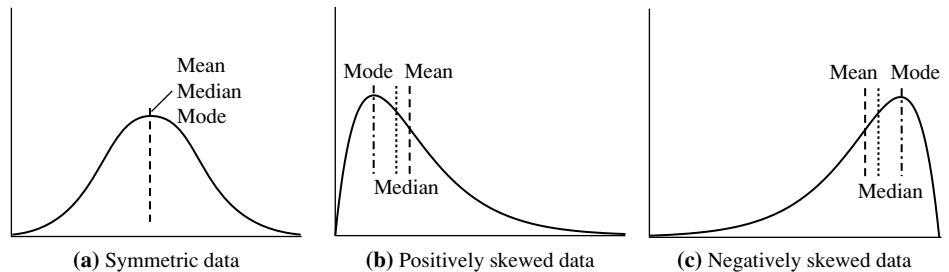 Mean
Median
Mode
(a) Symmetric data
Mode Mean
Median
(b) Positively skewed data
Mean Mode
Median
(c) Negatively skewed data